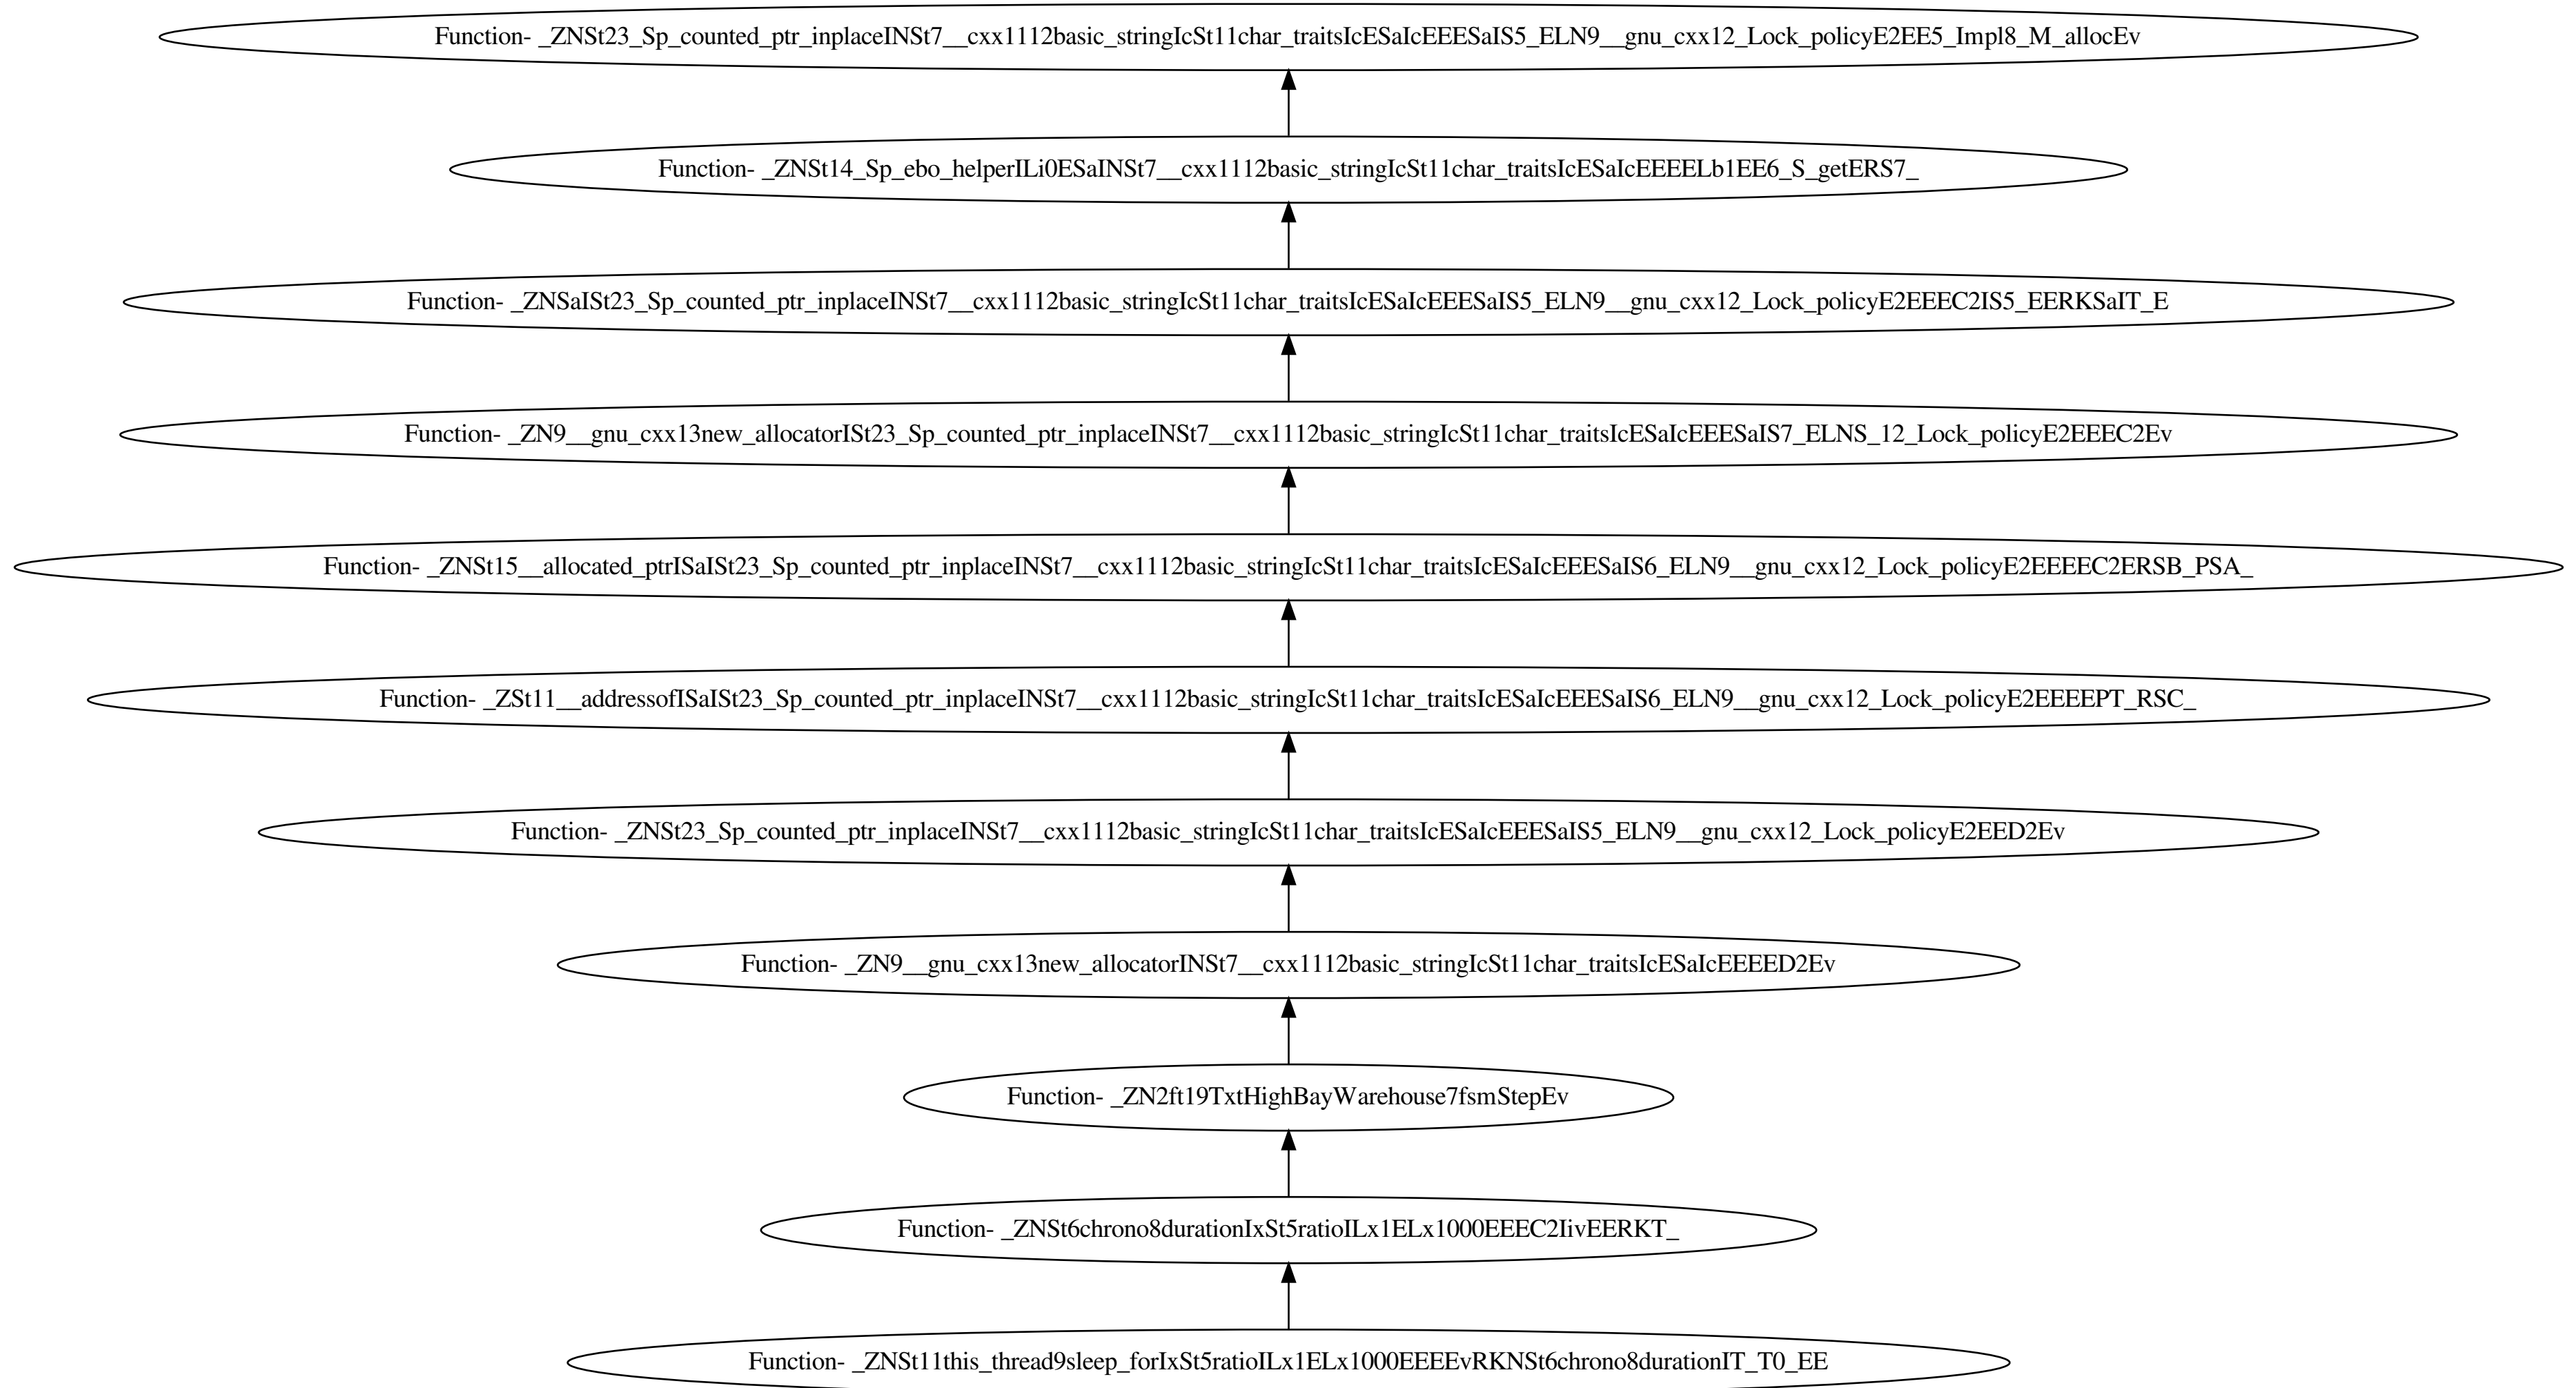 Function- _ZNSt23_Sp_counted_ptr_inplaceINSt7__cxx1112basic_stringIcSt11char_traitsIcESaIcEEESaIS5_ELN9__gnu_cxx12_Lock_policyE2EE5_Impl8_M_allocEv
Function- _ZNSt14_Sp_ebo_helperILi0ESaINSt7__cxx1112basic_stringIcSt11char_traitsIcESaIcEEEELb1EE6_S_getERS7_
Function- _ZNSaISt23_Sp_counted_ptr_inplaceINSt7__cxx1112basic_stringIcSt11char_traitsIcESaIcEEESaIS5_ELN9__gnu_cxx12_Lock_policyE2EEEC2IS5_EERKSaIT_E
Function- _ZN9__gnu_cxx13new_allocatorISt23_Sp_counted_ptr_inplaceINSt7__cxx1112basic_stringIcSt11char_traitsIcESaIcEEESaIS7_ELNS_12_Lock_policyE2EEEC2Ev
Function- _ZNSt15__allocated_ptrISaISt23_Sp_counted_ptr_inplaceINSt7__cxx1112basic_stringIcSt11char_traitsIcESaIcEEESaIS6_ELN9__gnu_cxx12_Lock_policyE2EEEEC2ERSB_PSA_
Function- _ZSt11__addressofISaISt23_Sp_counted_ptr_inplaceINSt7__cxx1112basic_stringIcSt11char_traitsIcESaIcEEESaIS6_ELN9__gnu_cxx12_Lock_policyE2EEEEPT_RSC_
Function- _ZNSt23_Sp_counted_ptr_inplaceINSt7__cxx1112basic_stringIcSt11char_traitsIcESaIcEEESaIS5_ELN9__gnu_cxx12_Lock_policyE2EED2Ev
Function- _ZN9__gnu_cxx13new_allocatorINSt7__cxx1112basic_stringIcSt11char_traitsIcESaIcEEEED2Ev
Function- _ZN2ft19TxtHighBayWarehouse7fsmStepEv
Function- _ZNSt6chrono8durationIxSt5ratioILx1ELx1000EEEC2IivEERKT_
Function- _ZNSt11this_thread9sleep_forIxSt5ratioILx1ELx1000EEEEvRKNSt6chrono8durationIT_T0_EE